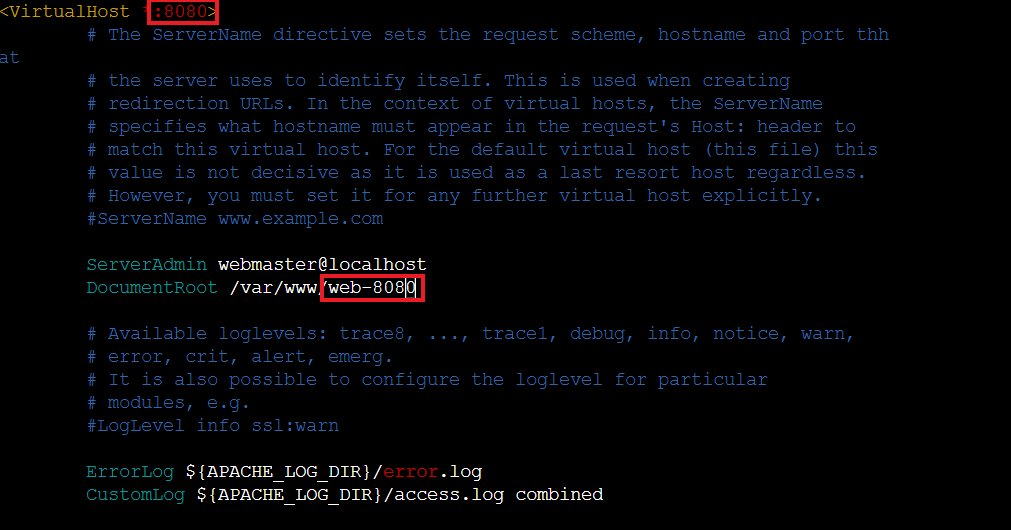 <VirtualHost *:8080>
# The ServerName directive sets the request scheme, hostname and port thh
at
# the server uses to identify itself. This is used when creating
# redirection URLs. In the context of virtual hosts, the ServerName
# specifies what hostname must appear in the request's Host: header to
# match this virtual host. For the default virtual host (this file) this
# value is not decisive as it is used as a last resort host regardless.
# However, you must set it for any further virtual host explicitly.
#ServerName www.example.com
ServerAdmin webmaster@localhost
DocumentRoot /var/www/web-8080
# Available loglevels: trace8, ..., trace1, debug, info, notice, warn,
# error, crit, alert, emerg.
# It is also possible to configure the loglevel for particular
# modules, e.g.
#LogLevel info ssl:warn
ErrorLog ${APACHE_LOG_DIR}/error.log
CustomLog ${APACHE_LOG_DIR}/access.log combined